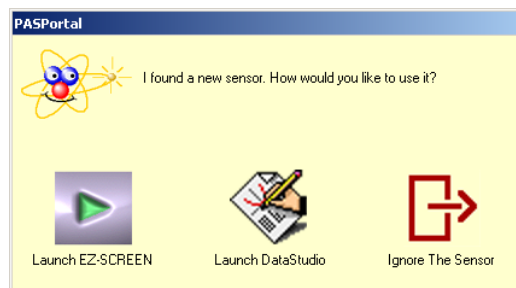 PASPortal
I found a new sensor. How would you like to use it?
Launch EZ-SCREEN
Launch DataStudio
Ignore The Sensor